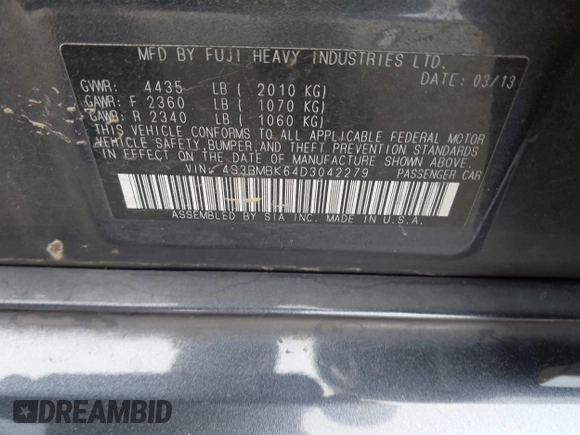 MFD BY FUJI HEAVY INDUSTRIES LTD.
DATE: 03/13
GVWR: 4435 LB ( 2010 KG)
GAWR: F 2360 LB ( 1070 KG)
GAWR: R 2340 LB ( 1060 KG)
THIS VEHICLE CONFORMS TO ALL APPLICABLE FEDERAL MOTOR
VEHICLE SAFETY, BUMPER, AND THEFT PREVENTION STANDARDS
IN EFFECT ON THE DATE OF MANUFACTURE SHOWN ABOVE.
VIN: 4S3BMBK64D3042279 PASSENGER CAR
ASSEMBLED BY SIA INC. MADE IN U.S.A.
DREAMBID